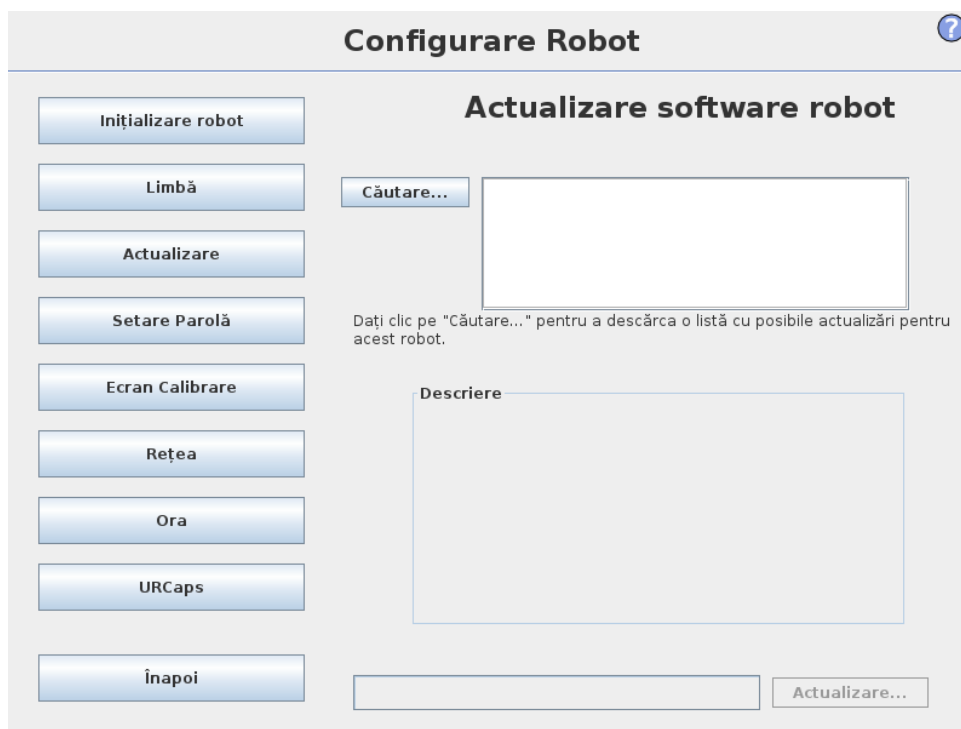 Configurare Robot
?
Inițializare robot
Limbă
Actualizare
Setare Parolă
Ecran Calibrare
Rețea
Ora
URCaps
Înapoi
Actualizare software robot
Căutare...
Dați clic pe "Căutare..." pentru a descărca o listă cu posibile actualizări pentru
acest robot.
Descriere
Actualizare...